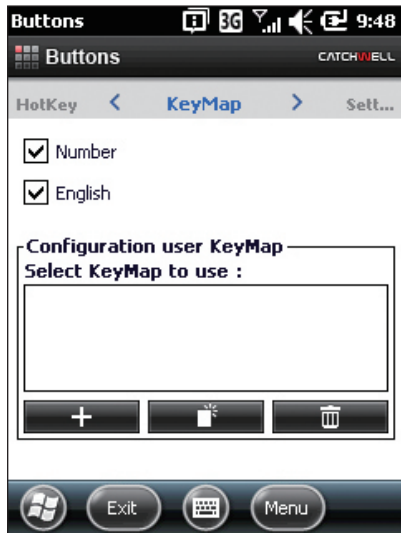 Buttons 3G 9:48
Buttons CATCHWELL
HotKey < KeyMap > Sett...
Number
English
Configuration user KeyMap
Select KeyMap to use :
+
Exit Menu